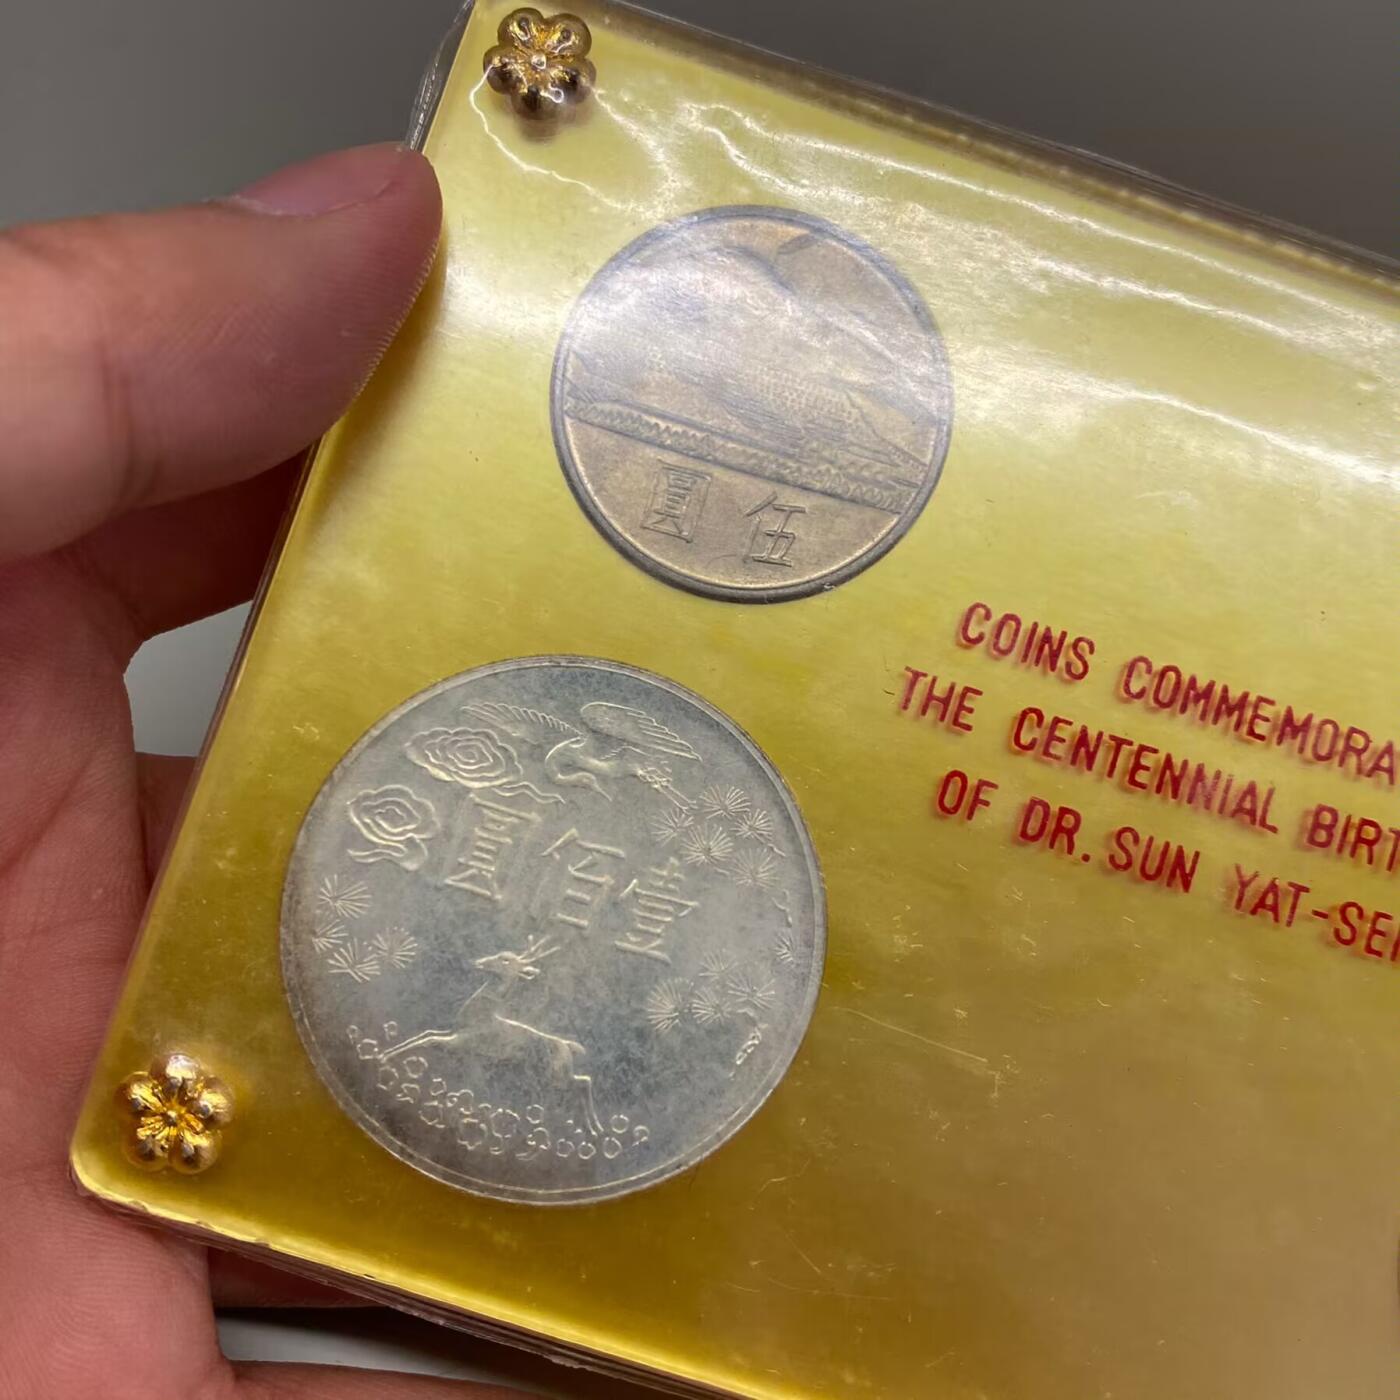 圓伍
圓佰壹
COINS COMMEMORA
THE CENTENNIAL BIRT
OF DR. SUN YAT-SE